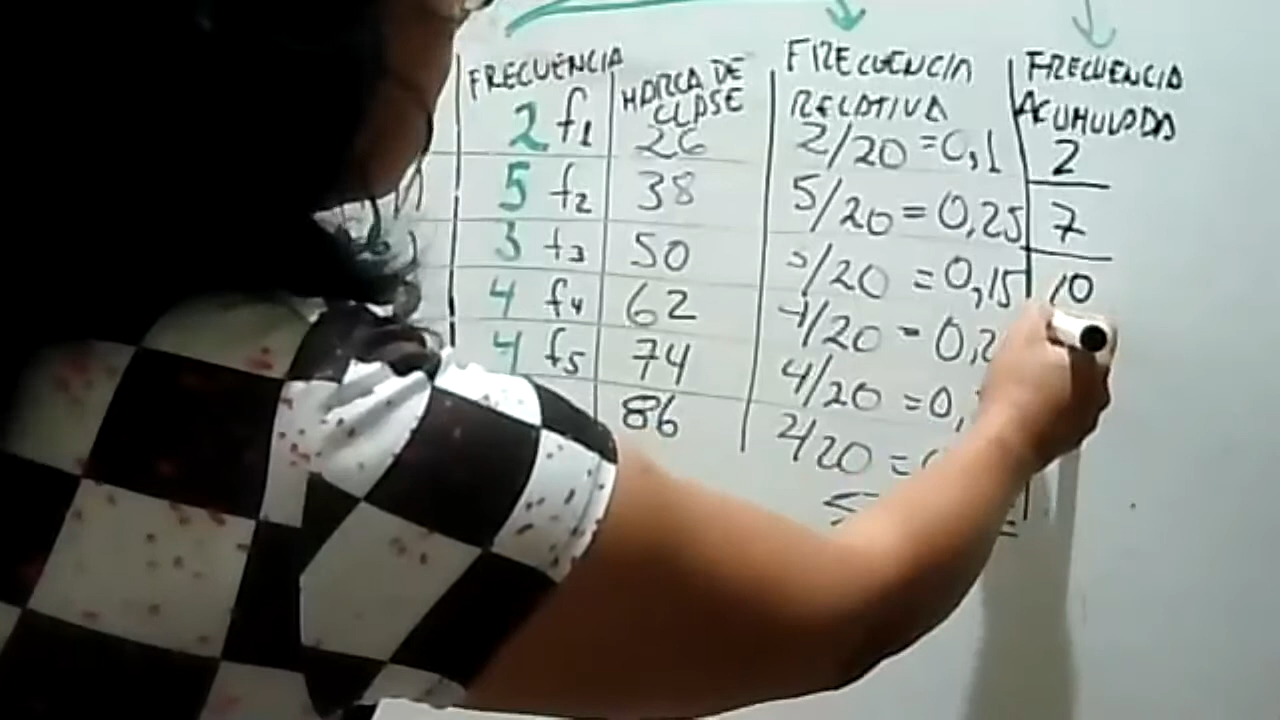 FRECUENCIA MARCA DE CLASE FRECUENCIA RELATIVA FRECUENCIA ACUMULADA
2 f1 26 2/20 =0,1 2
5 f2 38 5/20 = 0,25 7
3 f3 50 3/20 = 0,15 10
4 f4 62 4/20 = 0,2
4 f5 74 4/20 = 0,
86 2/20 =